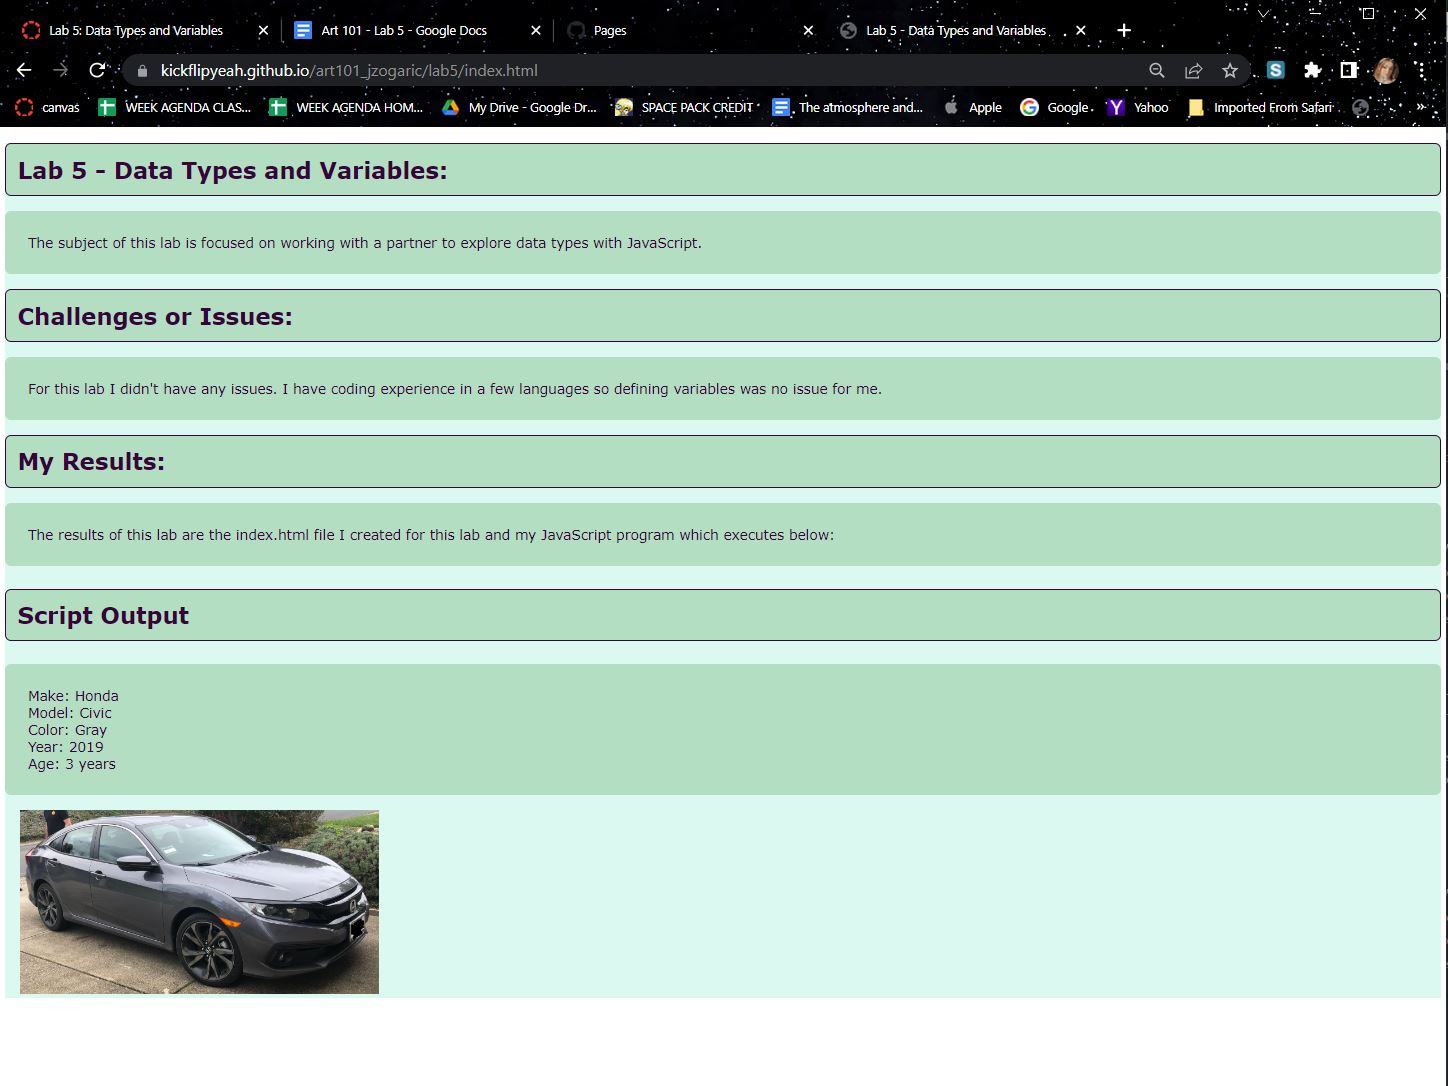 Lab 5: Data Types and Variables
Art 101 - Lab 5 - Google Docs
Pages
Lab 5 - Data Types and Variables
kickflipyeah.github.io/art101_jzogaric/lab5/index.html
S
canvas
WEEK AGENDA CLAS...
WEEK AGENDA HOM...
My Drive - Google Dr...
SPACE PACK CREDIT
The atmosphere and...
Apple
Google
Yahoo
Imported From Safari
»
Lab 5 - Data Types and Variables:
The subject of this lab is focused on working with a partner to explore data types with JavaScript.
Challenges or Issues:
For this lab I didn't have any issues. I have coding experience in a few languages so defining variables was no issue for me.
My Results:
The results of this lab are the index.html file I created for this lab and my JavaScript program which executes below:
Script Output
Make: Honda
Model: Civic
Color: Gray
Year: 2019
Age: 3 years